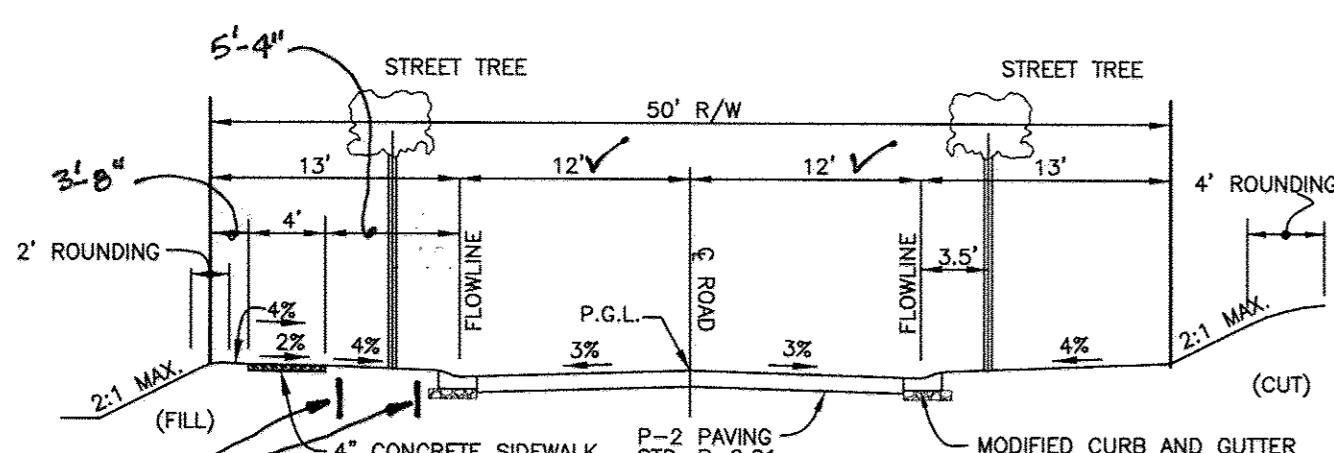 5'-4"
STREET TREE
STREET TREE
50' R/W
3'-8"
13'
12'
12'
13'
4' ROUNDING
4'
2' ROUNDING
FLOWLINE
℄ ROAD
FLOWLINE
3.5'
4%
2%
4%
P.G.L.
3%
3%
4%
2:1 MAX.
2:1 MAX.
(FILL)
(CUT)
4" CONCRETE SIDEWALK
P-2 PAVING
MODIFIED CURB AND GUTTER